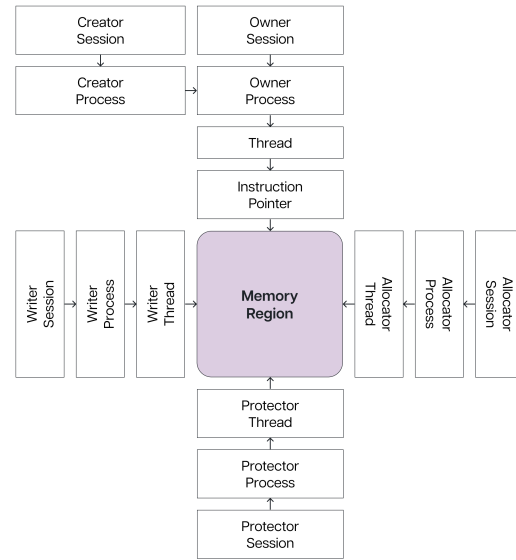 Creator
Session
Owner
Session
Creator
Process
Owner
Process
Thread
Instruction
Pointer
Writer
Session
Writer
Process
Writer
Thread
Memory
Region
Allocator
Thread
Allocator
Process
Allocator
Session
Protector
Thread
Protector
Process
Protector
Session